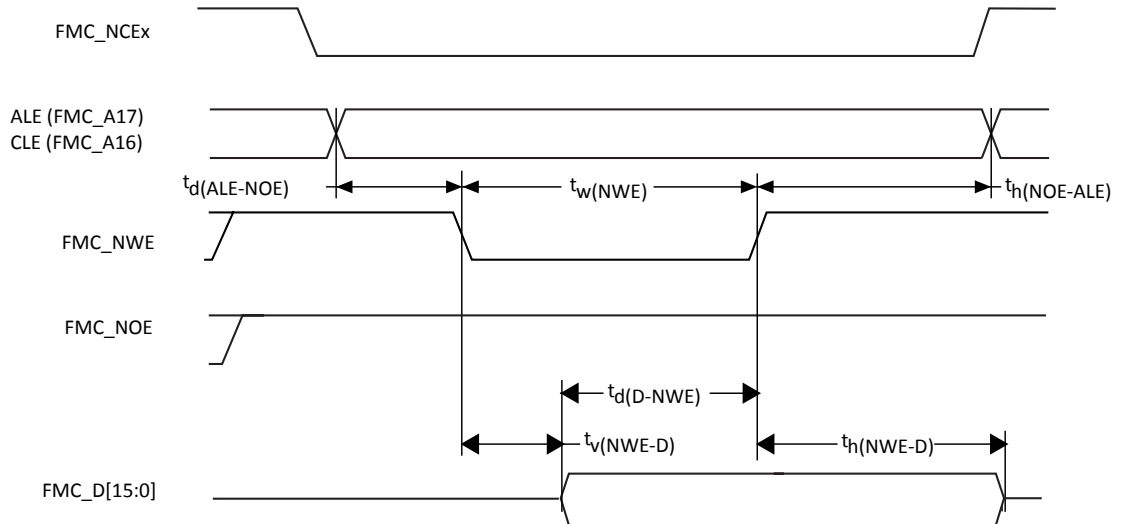 FMC_NCEx
ALE (FMC_A17)
CLE (FMC_A16)
td(ALE-NOE) tw(NWE) th(NOE-ALE)
FMC_NWE
FMC_NOE
td(D-NWE)
tv(NWE-D) th(NWE-D)
FMC_D[15:0]